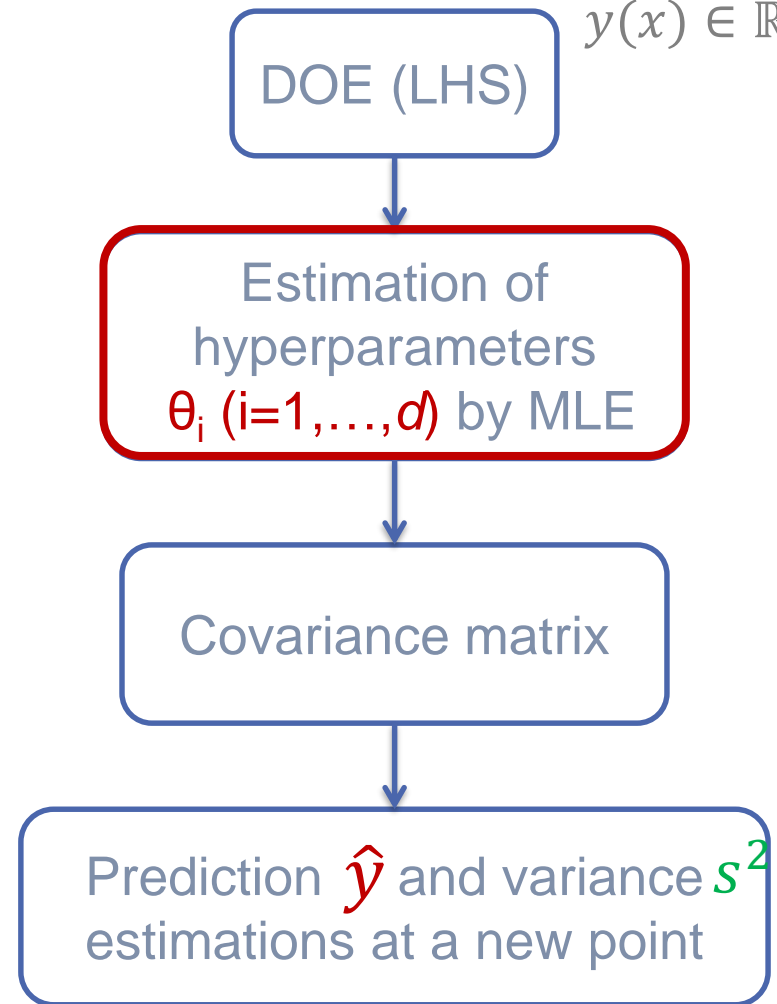 y(x) ∈ ℝ
DOE (LHS)
Estimation of
hyperparameters
θᵢ (i=1,…,d) by MLE
Covariance matrix
Prediction ŷ and variance s²
estimations at a new point